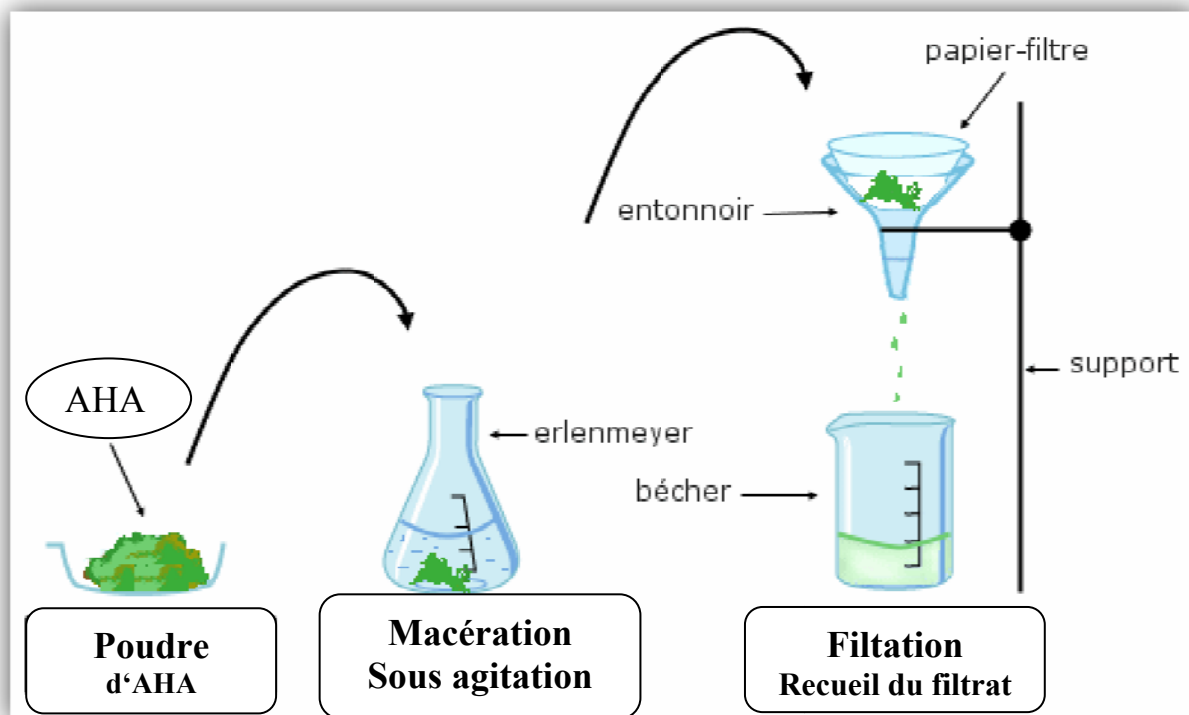 papier-filtre
entonnoir
AHA
erlenmeyer
support
bécher
Poudre
d‘AHA
Macération
Sous agitation
Filtation
Recueil du filtrat